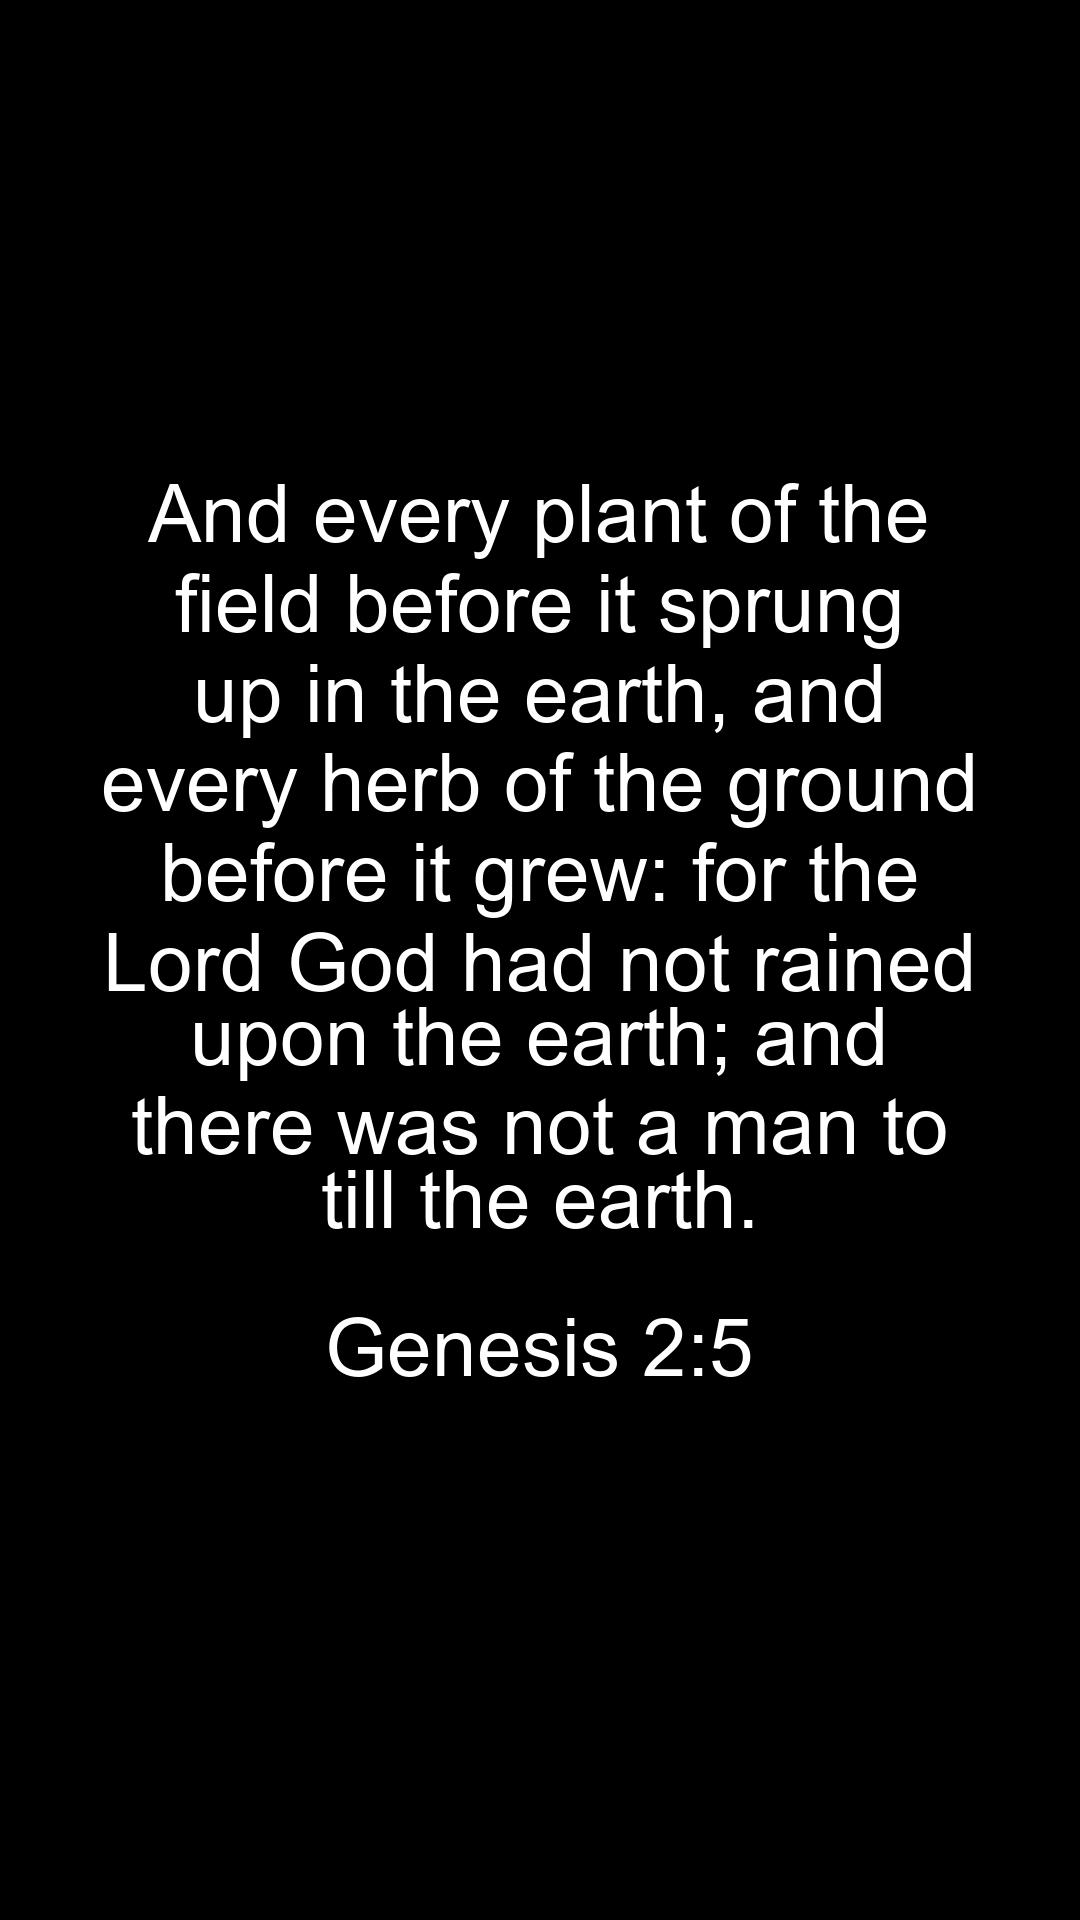 And every plant of the
field before it sprung
up in the earth, and
every herb of the ground
before it grew: for the
Lord God had not rained
upon the earth; and
there was not a man to
till the earth.
Genesis 2:5